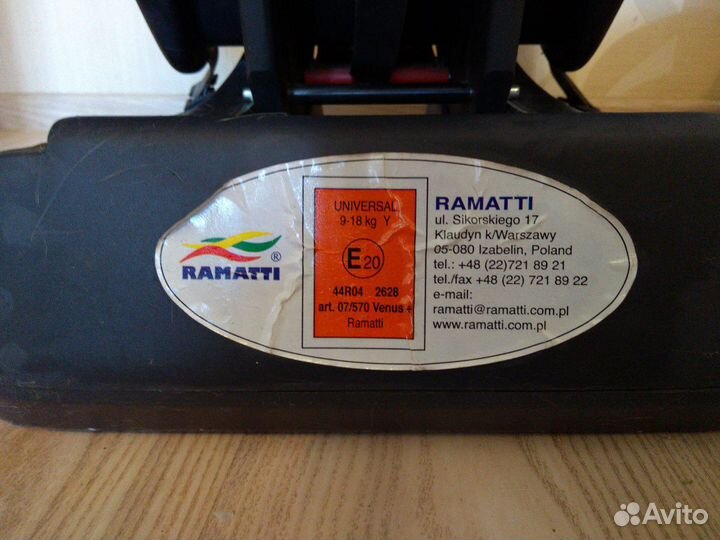 RAMATTI ®
UNIVERSAL
9-18 kg Y
E20
44R04 2628
art. 07/570 Venus +
Ramatti
RAMATTI
ul. Sikorskiego 17
Klaudyn k/Warszawy
05-080 Izabelin, Poland
tel.: +48 (22)721 89 21
tel./fax +48 (22) 721 89 22
e-mail:
ramatti@ramatti.com.pl
www.ramatti.com.pl
Avito